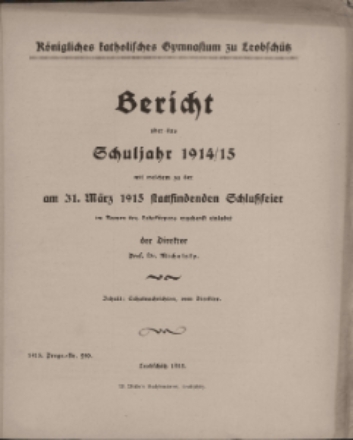 Königliches katholisches Gymnasium zu Leobschütz
Bericht
über das
Schuljahr 1914/15
mit welchem zu der
am 31. März 1915 stattfindenden Schlußfeier
im Namen des Lehrkörpers ergebenst einladet
der Direktor
Prof. Dr.
Inhalt: Schulnachrichten, vom Direktor.
1915. Progr.-Nr.
Leobschütz 1915.